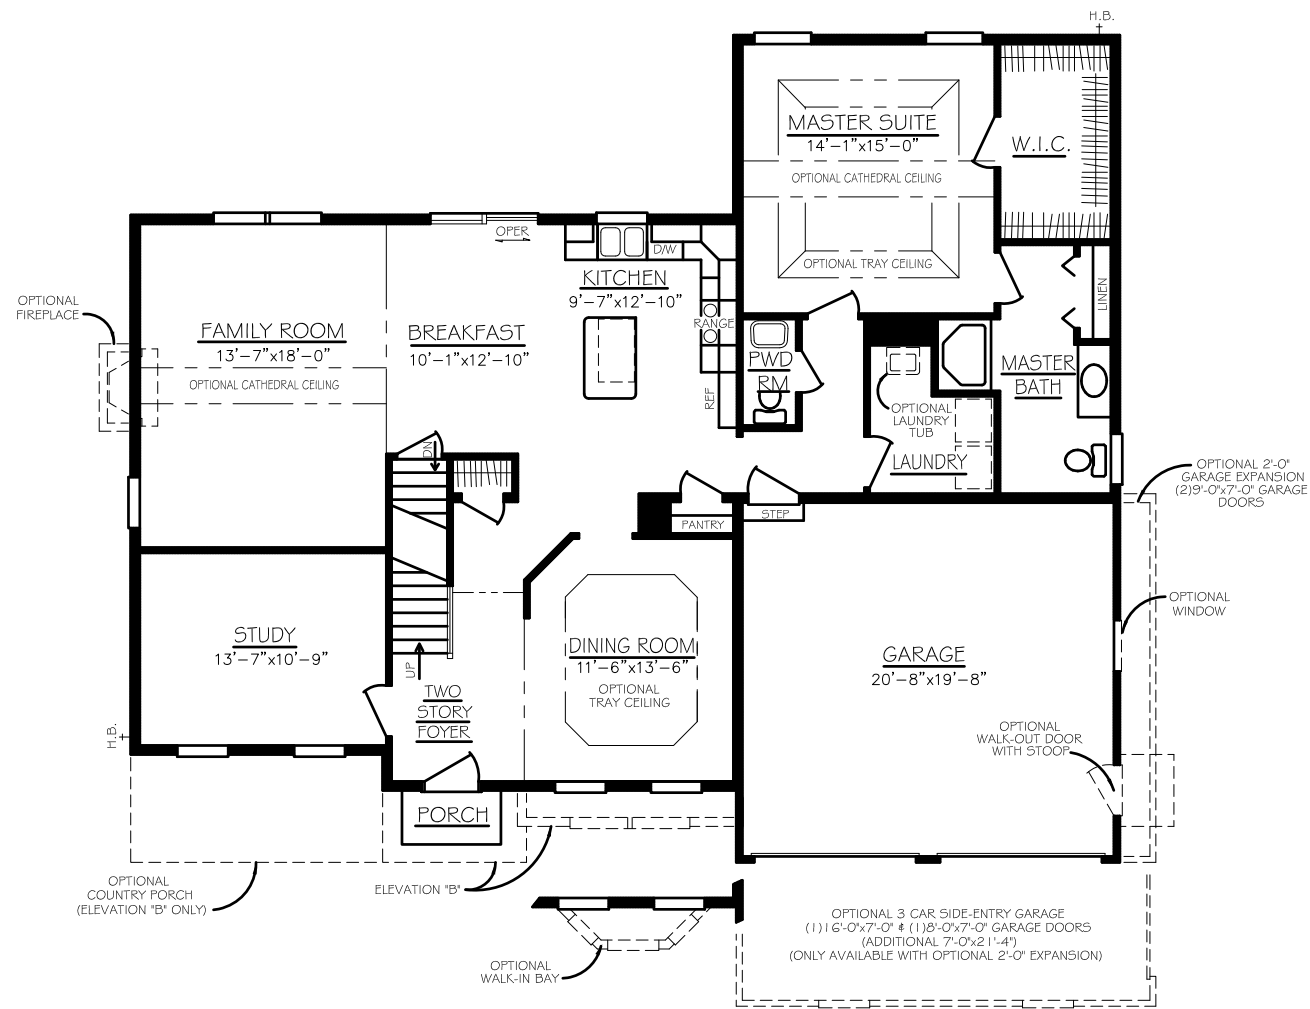 H.B.
MASTER SUITE
14'-1"x15'-0"
OPTIONAL CATHEDRAL CEILING
OPTIONAL TRAY CEILING
W.I.C.
LINEN
OPER
D/W
KITCHEN
9'-7"x12'-10"
RANGE
REF
OPTIONAL
FIREPLACE
FAMILY ROOM
13'-7"x18'-0"
OPTIONAL CATHEDRAL CEILING
BREAKFAST
10'-1"x12'-10"
PWD
RM
MASTER
BATH
OPTIONAL
LAUNDRY
TUB
LAUNDRY
DN
PANTRY
STEP
OPTIONAL 2'-0"
GARAGE EXPANSION
(2)9'-0"x7'-0" GARAGE
DOORS
OPTIONAL
WINDOW
STUDY
13'-7"x10'-9"
UP
TWO
STORY
FOYER
DINING ROOM
11'-6"x13'-6"
OPTIONAL
TRAY CEILING
GARAGE
20'-8"x19'-8"
OPTIONAL
WALK-OUT DOOR
WITH STOOP
H.B.
PORCH
OPTIONAL
COUNTRY PORCH
(ELEVATION "B" ONLY)
ELEVATION "B"
OPTIONAL
WALK-IN BAY
OPTIONAL 3 CAR SIDE-ENTRY GARAGE
(1)16'-0"x7'-0" & (1)8'-0"x7'-0" GARAGE DOORS
(ADDITIONAL 7'-0"x21'-4")
(ONLY AVAILABLE WITH OPTIONAL 2'-0" EXPANSION)